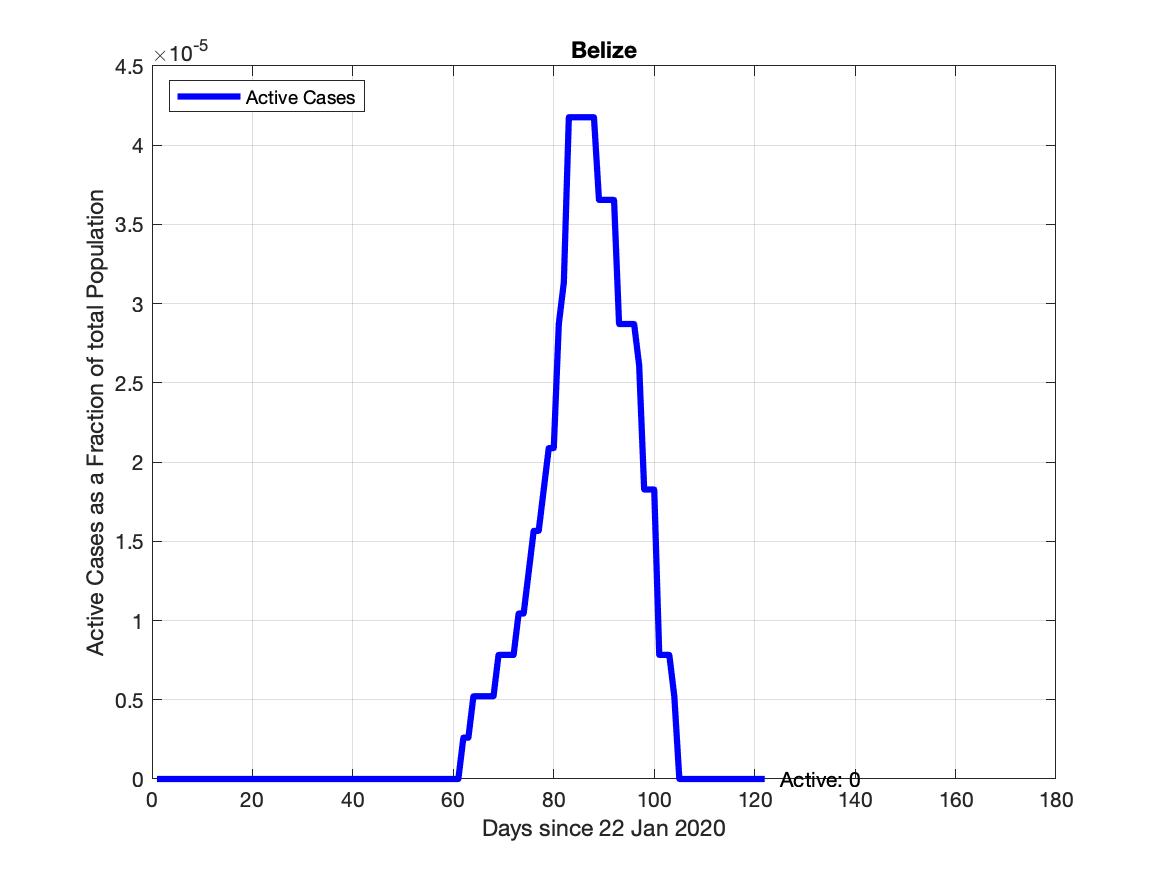 Belize
×10-5
4.5
4
3.5
3
2.5
2
1.5
1
0.5
0
Active Cases as a Fraction of total Population
Active Cases
Active: 0
0 20 40 60 80 100 120 140 160 180
Days since 22 Jan 2020